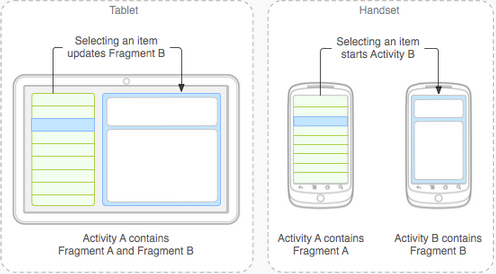 Tablet
Selecting an item
updates Fragment B
Activity A contains
Fragment A and Fragment B
Handset
Selecting an item
starts Activity B
Activity A contains
Fragment A
Activity B contains
Fragment B